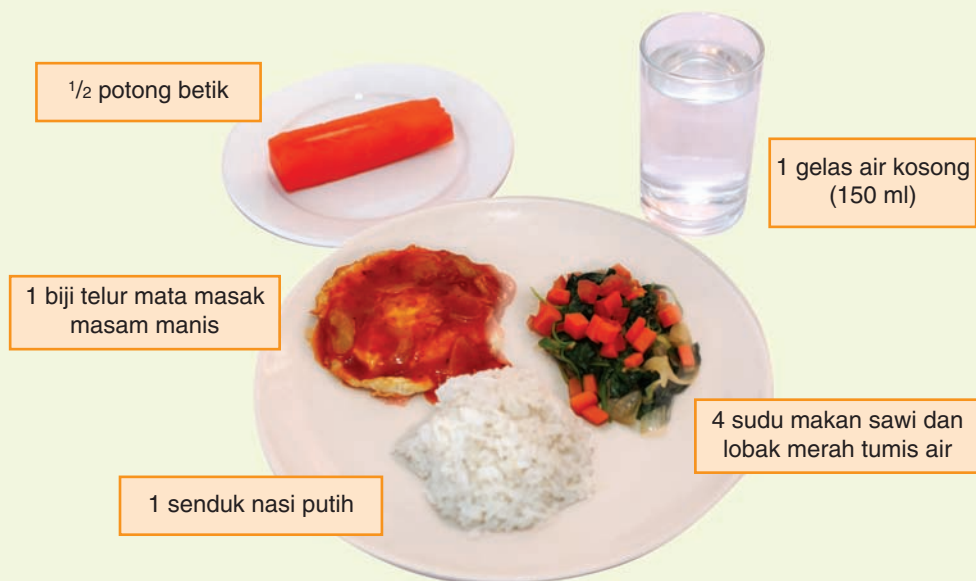 ½ potong betik
1 gelas air kosong
(150 ml)
1 biji telur mata masak
masam manis
4 sudu makan sawi dan
lobak merah tumis air
1 senduk nasi putih